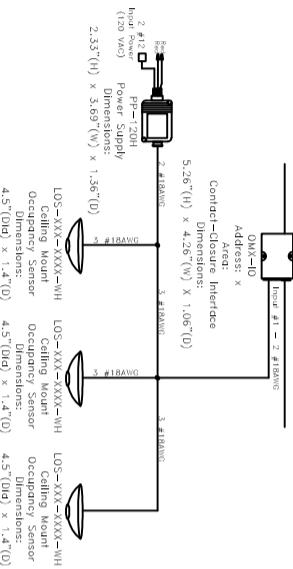 OMX-IO
Address: x
Input #1 - 2 #18AWG
Contact-Closure Interface
Area:
Dimensions:
5.26"(H) x 4.26"(W) X 1.06"(D)
Red
Red
2 #12
Input Power
(120 VAC)
PP-120H
Power Supply
Dimensions:
2.33"(H) x 3.69"(W) x 1.36"(D)
2 #18AWG
3 #18AWG
3 #18AWG
3 #18AWG
3 #18AWG
LOS-XXX-XXXX-WH
Ceiling Mount
Occupancy Sensor
Dimensions:
4.5"(Dia) x 1.4"(D)
LOS-XXX-XXXX-WH
Ceiling Mount
Occupancy Sensor
Dimensions:
4.5"(Dia) x 1.4"(D)
LOS-XXX-XXXX-WH
Ceiling Mount
Occupancy Sensor
Dimensions:
4.5"(Dia) x 1.4"(D)